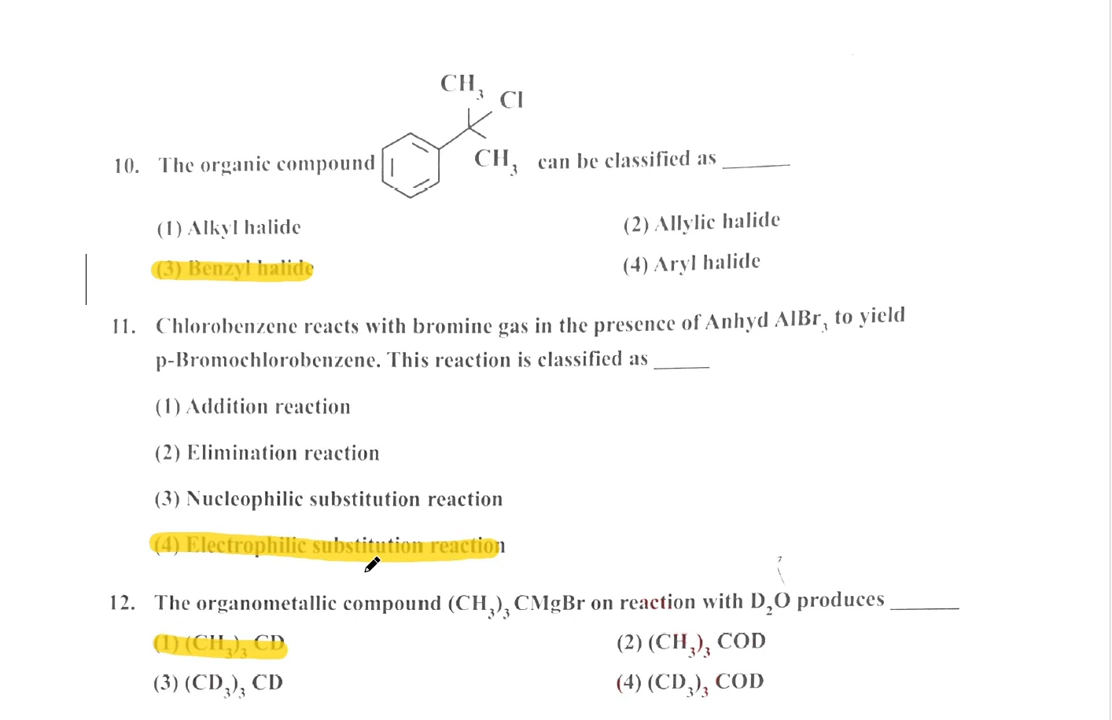 CH₃
Cl
10. The organic compound CH₃ can be classified as ______
(1) Alkyl halide (2) Allylic halide
(3) Benzyl halide (4) Aryl halide
11. Chlorobenzene reacts with bromine gas in the presence of Anhyd AlBr₃ to yield
p-Bromochlorobenzene. This reaction is classified as ______
(1) Addition reaction
(2) Elimination reaction
(3) Nucleophilic substitution reaction
(4) Electrophilic substitution reaction
12. The organometallic compound (CH₃)₃ CMgBr on reaction with D₂O produces ______
(1) (CH₃)₃ CD (2) (CH₃)₃ COD
(3) (CD₃)₃ CD (4) (CD₃)₃ COD